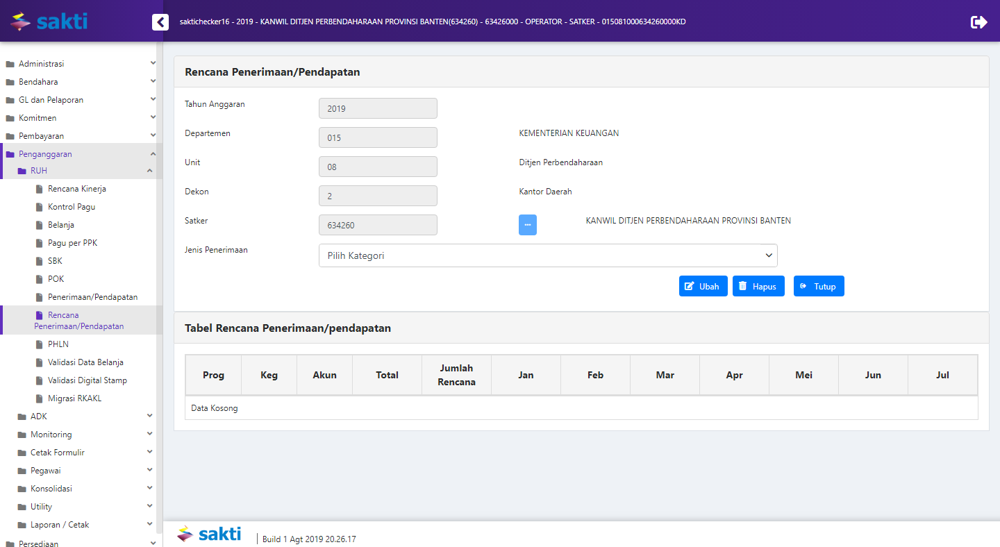 sakti
saktichecker16 - 2019 - KANWIL DITJEN PERBENDAHARAAN PROVINSI BANTEN(634260) - 63426000 - OPERATOR - SATKER - 015081000634260000KD
Administrasi
Bendahara
GL dan Pelaporan
Komitmen
Pembayaran
Penganggaran
RUH
Rencana Kinerja
Kontrol Pagu
Belanja
Pagu per PPK
SBK
POK
Penerimaan/Pendapatan
Rencana
Penerimaan/Pendapatan
PHLN
Validasi Data Belanja
Validasi Digital Stamp
Migrasi RKAKL
ADK
Monitoring
Cetak Formulir
Pegawai
Konsolidasi
Utility
Laporan / Cetak
Persediaan
Rencana Penerimaan/Pendapatan
Tahun Anggaran 2019
Departemen 015 KEMENTERIAN KEUANGAN
Unit 08 Ditjen Perbendaharaan
Dekon 2 Kantor Daerah
Satker 634260 ... KANWIL DITJEN PERBENDAHARAAN PROVINSI BANTEN
Jenis Penerimaan Pilih Kategori
Ubah Hapus Tutup
Tabel Rencana Penerimaan/pendapatan
Prog Keg Akun Total Jumlah Rencana Jan Feb Mar Apr Mei Jun Jul
Data Kosong
sakti | Build 1 Agt 2019 20.26.17